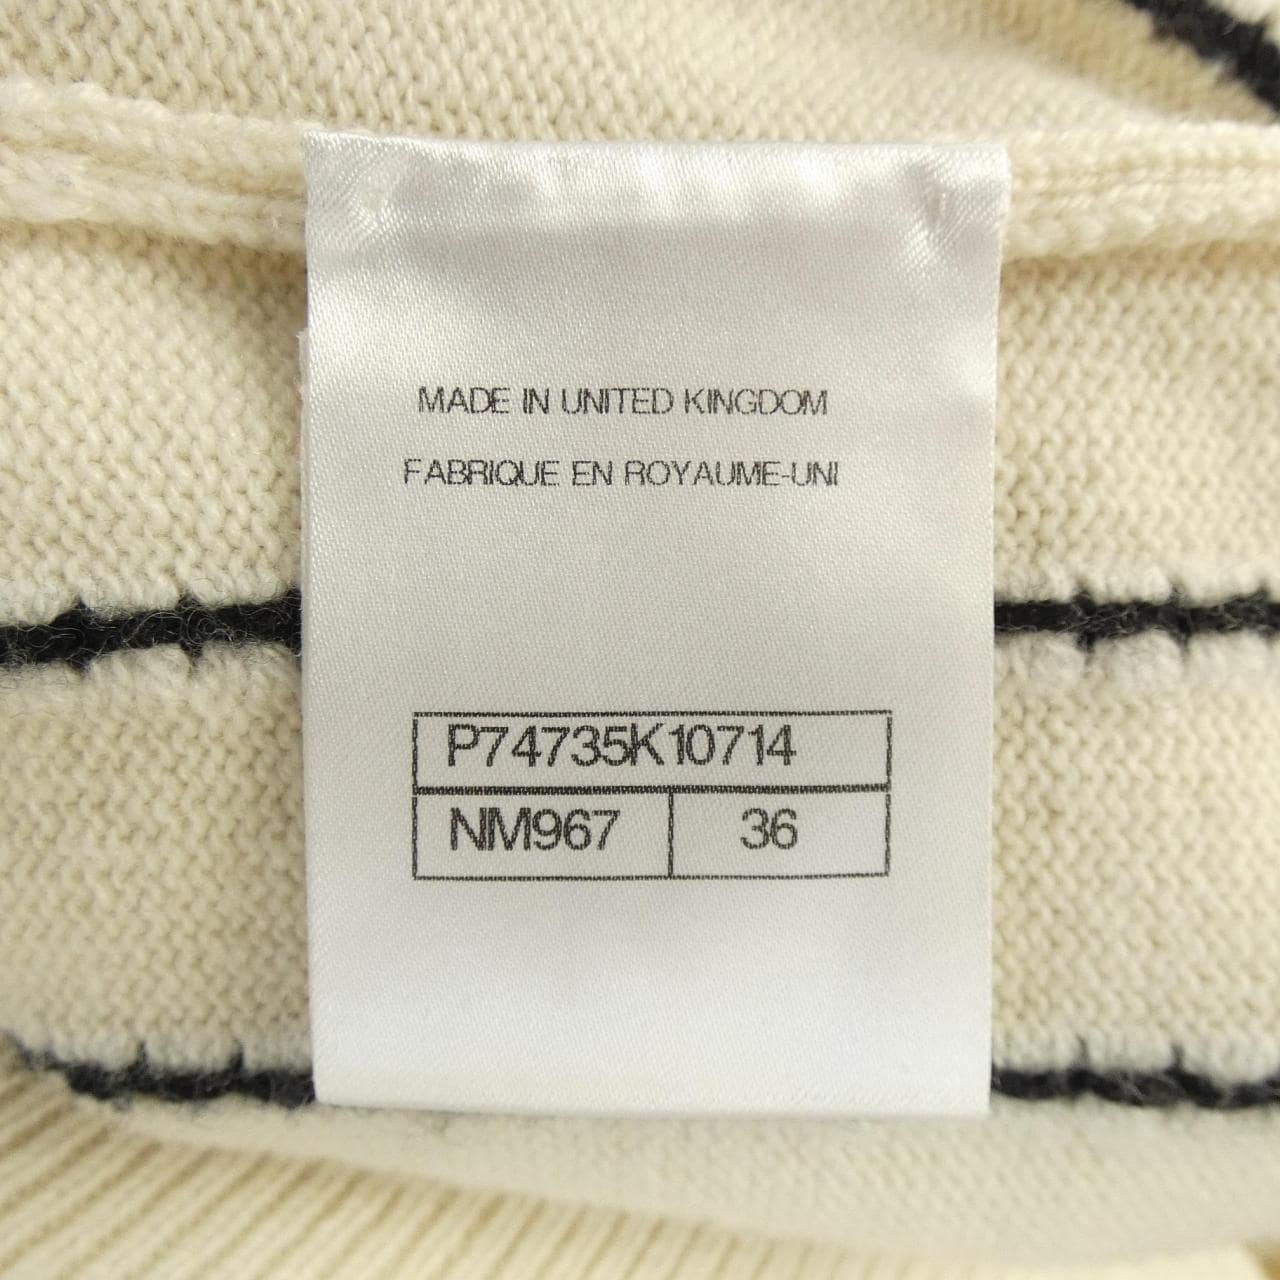 MADE IN UNITED KINGDOM
FABRIQUE EN ROYAUME-UNI
P74735K10714
NM967 36